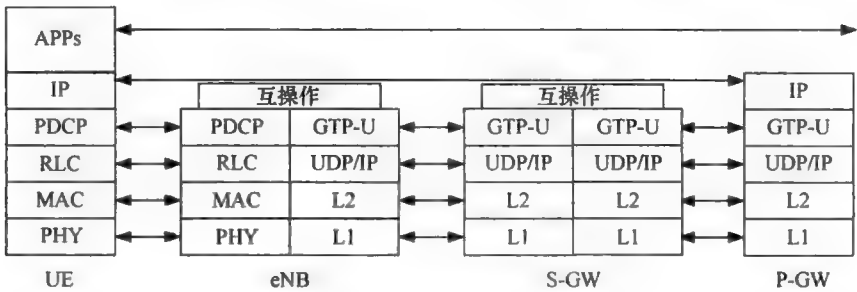 APPs
IP IP
互操作 互操作
PDCP PDCP GTP-U GTP-U GTP-U GTP-U
RLC RLC UDP/IP UDP/IP UDP/IP UDP/IP
MAC MAC L2 L2 L2 L2
PHY PHY L1 L1 L1 L1
UE eNB S-GW P-GW